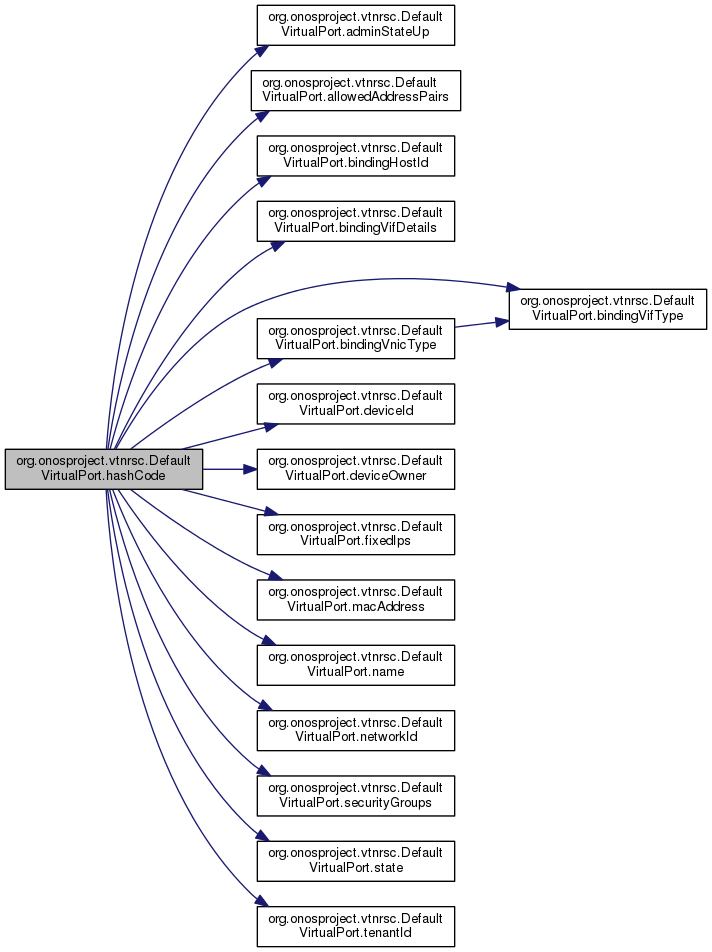 org.onosproject.vtnrsc.Default
VirtualPort.adminStateUp
org.onosproject.vtnrsc.Default
VirtualPort.allowedAddressPairs
org.onosproject.vtnrsc.Default
VirtualPort.bindingHostId
org.onosproject.vtnrsc.Default
VirtualPort.bindingVifDetails
org.onosproject.vtnrsc.Default
VirtualPort.bindingVifType
org.onosproject.vtnrsc.Default
VirtualPort.bindingVnicType
org.onosproject.vtnrsc.Default
VirtualPort.deviceId
org.onosproject.vtnrsc.Default
VirtualPort.hashCode
org.onosproject.vtnrsc.Default
VirtualPort.deviceOwner
org.onosproject.vtnrsc.Default
VirtualPort.fixedIps
org.onosproject.vtnrsc.Default
VirtualPort.macAddress
org.onosproject.vtnrsc.Default
VirtualPort.name
org.onosproject.vtnrsc.Default
VirtualPort.networkId
org.onosproject.vtnrsc.Default
VirtualPort.securityGroups
org.onosproject.vtnrsc.Default
VirtualPort.state
org.onosproject.vtnrsc.Default
VirtualPort.tenantId